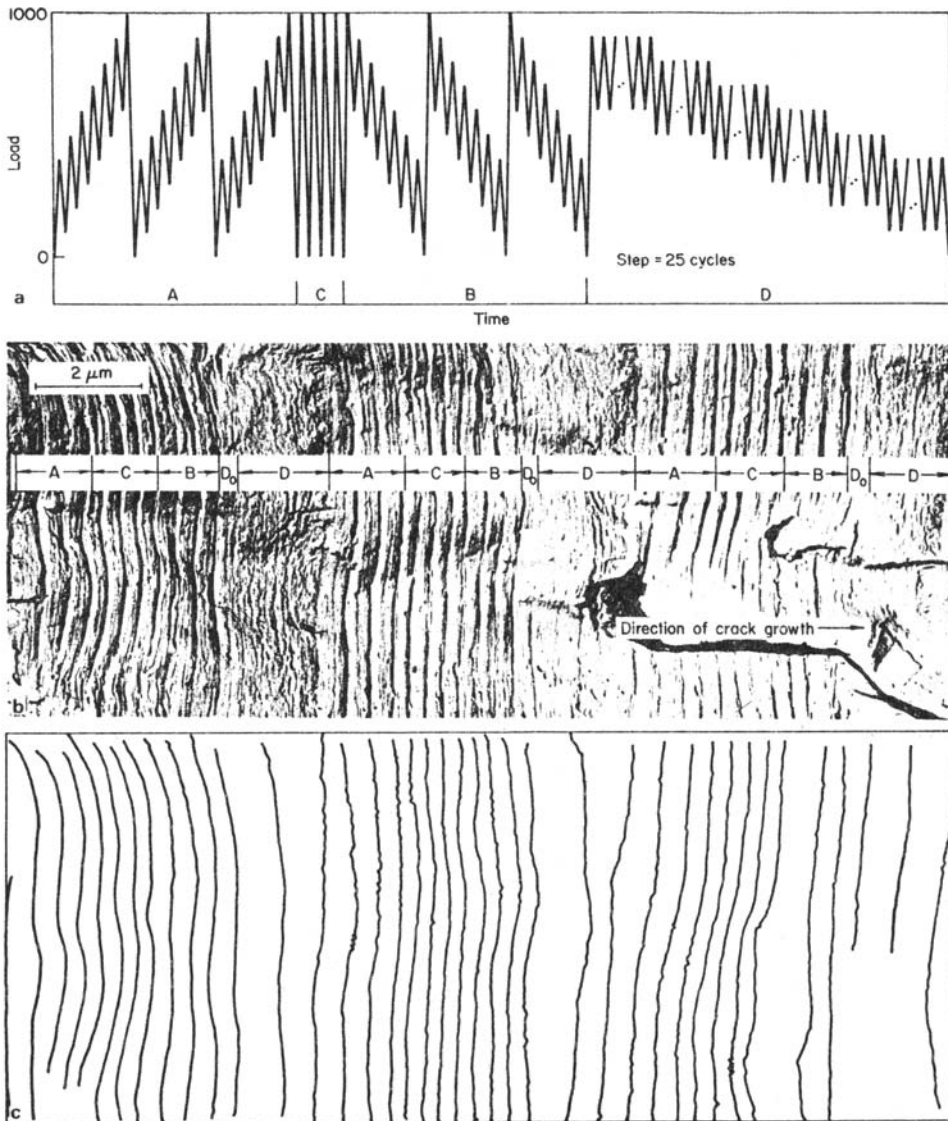 1000
Load
0
Step = 25 cycles
a
A C B D
Time
2 μm
A C B D₀ D A C B D₀ D A C B D₀ D
Direction of crack growth
b
c